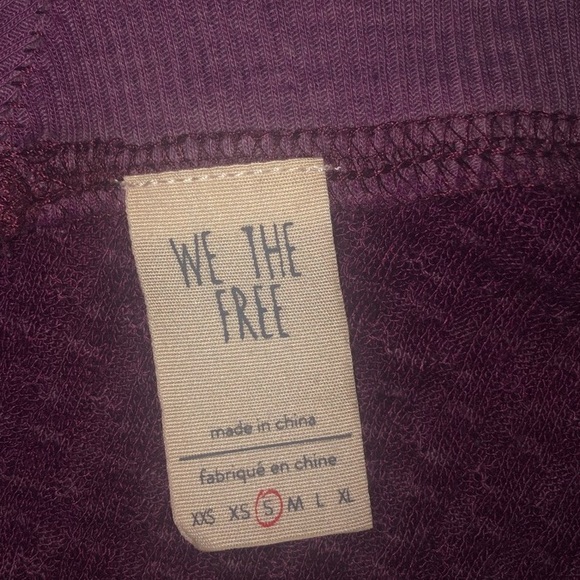 WE THE
FREE
made in china
fabriqué en chine
XXS XS S M L XL